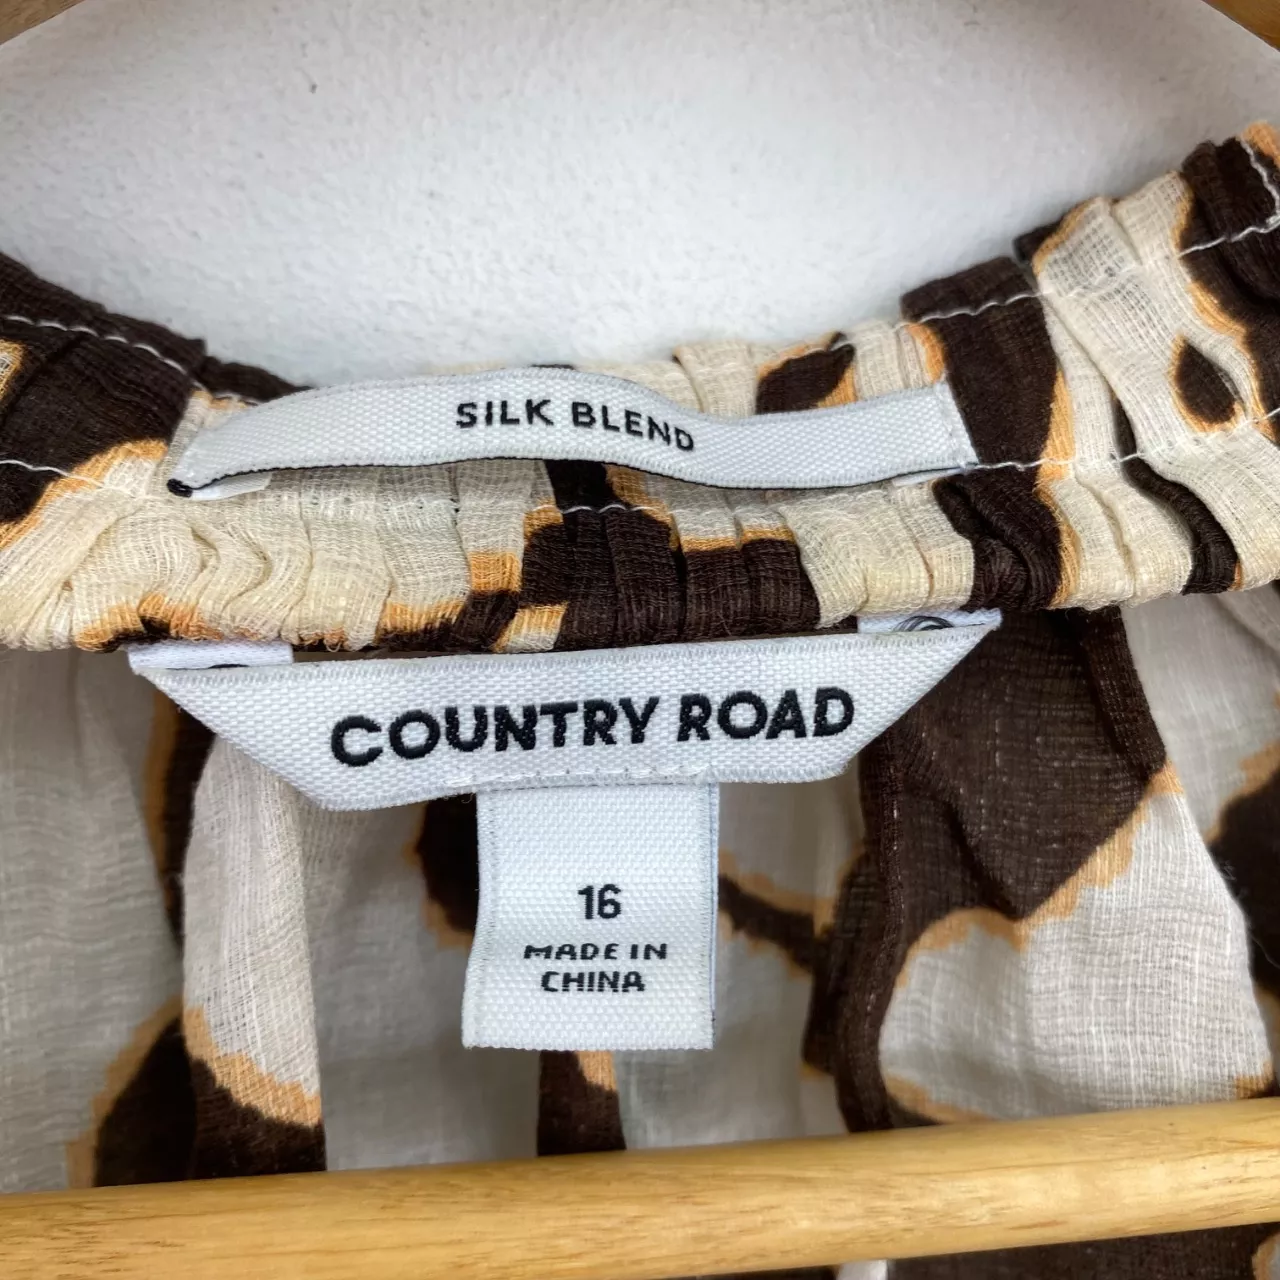 SILK BLEND
COUNTRY ROAD
16
MADE IN
CHINA